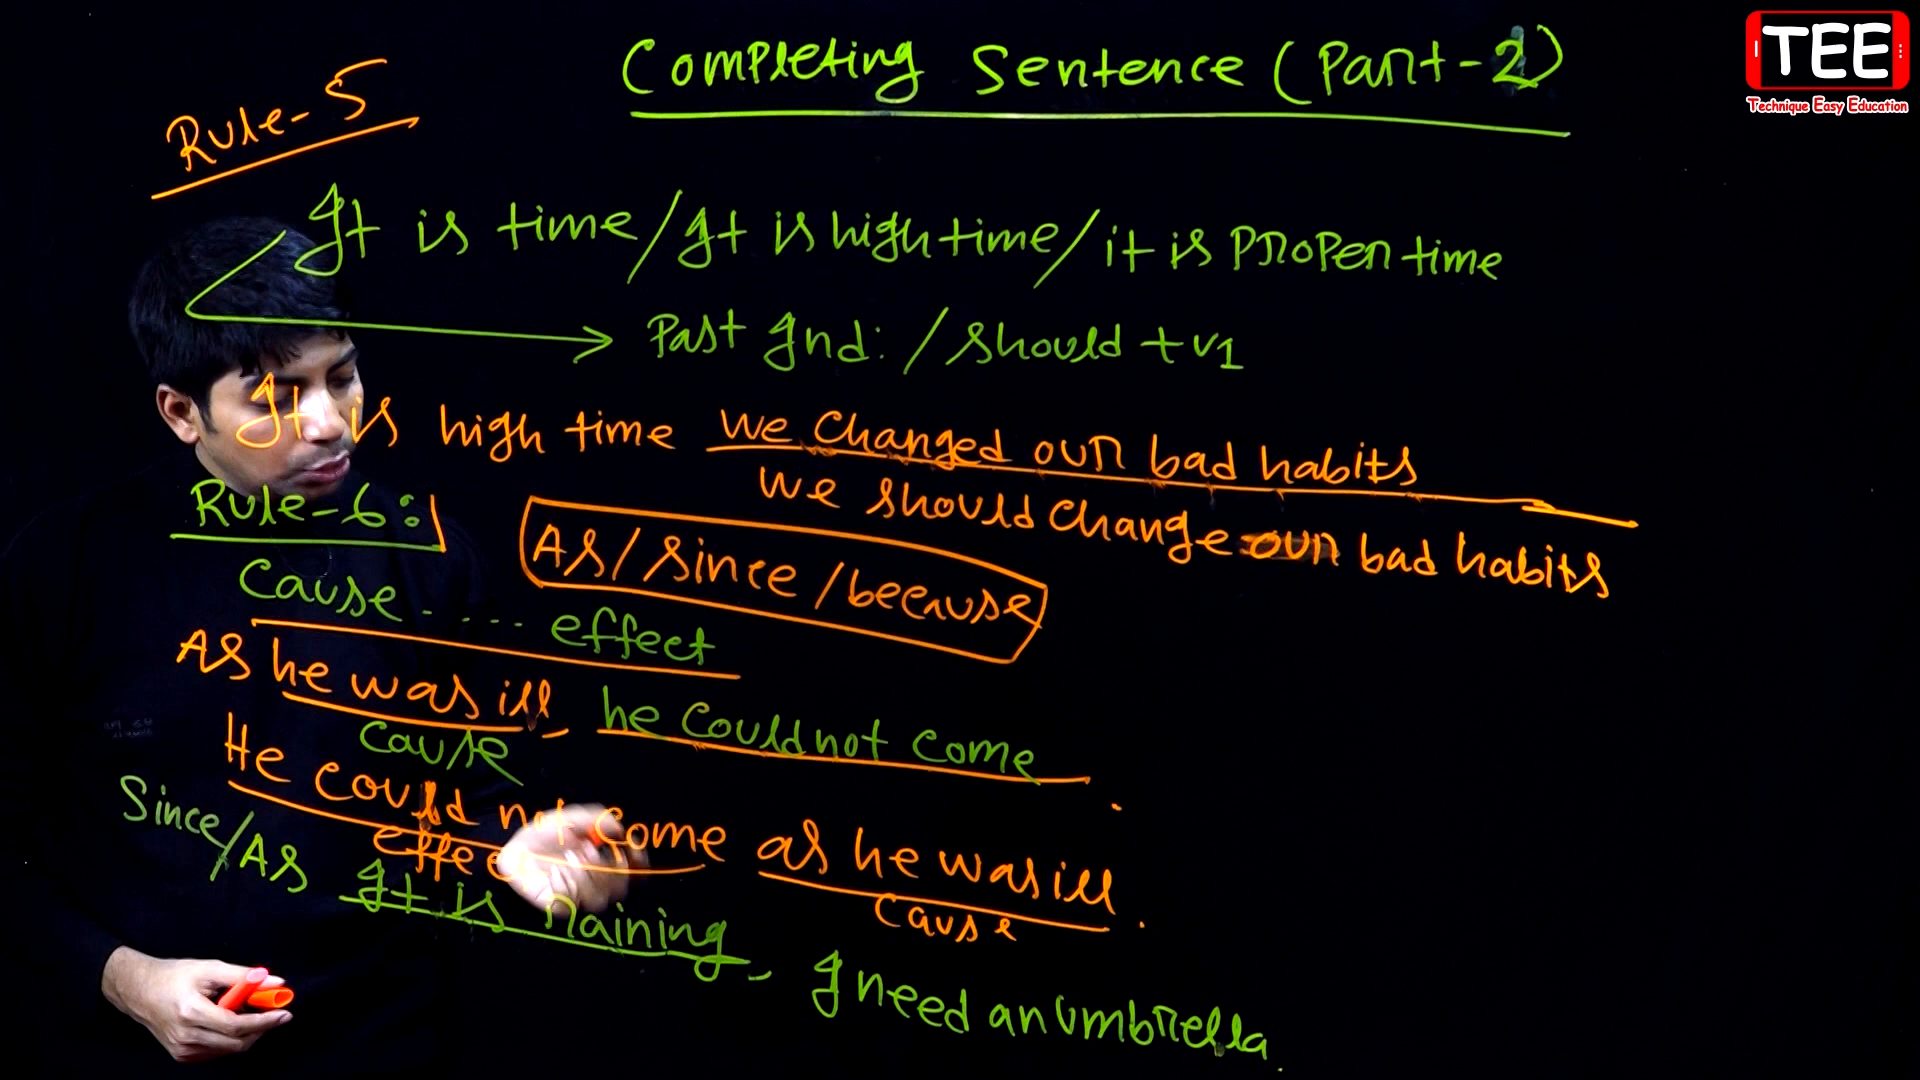 Completing Sentence (Part-2)
TEE
Technique Easy Education
Rule-5
It is time/It is high time/it is Proper time
Past Ind: /should + v1
It is high time we changed our bad habits
we should change our bad habits
Rule-6:
As/since/because
Cause..... effect
As he was ill, he could not come.
cause
He could not come as he was ill.
effec
cause
Since/As It is raining, I need an umbrella.